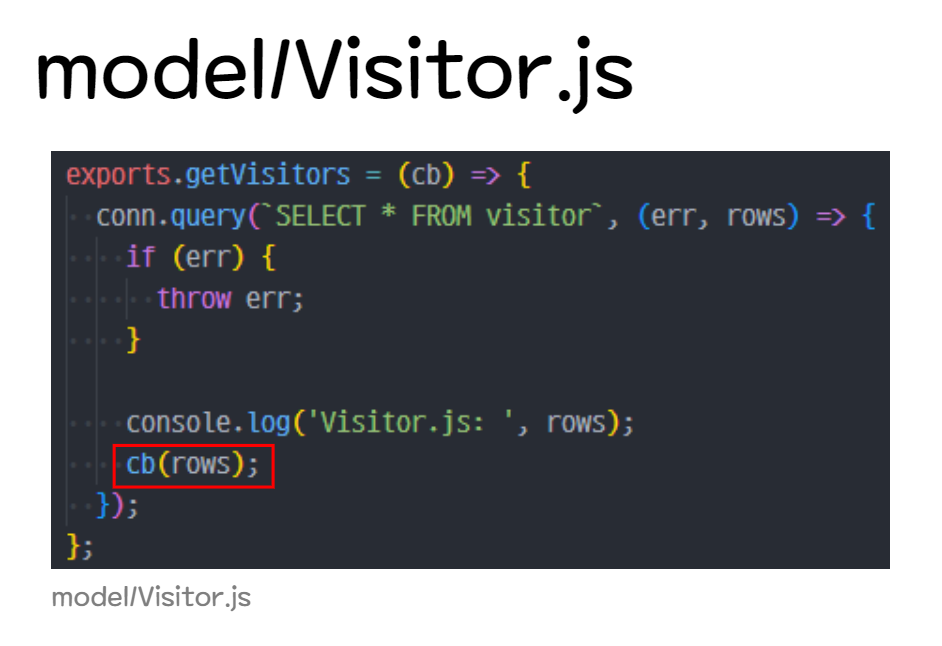 model/Visitor.js
exports.getVisitors = (cb) => {
  conn.query(`SELECT * FROM visitor`, (err, rows) => {
    if (err) {
      throw err;
    }

    console.log('Visitor.js: ', rows);
    cb(rows);
  });
};
model/Visitor.js